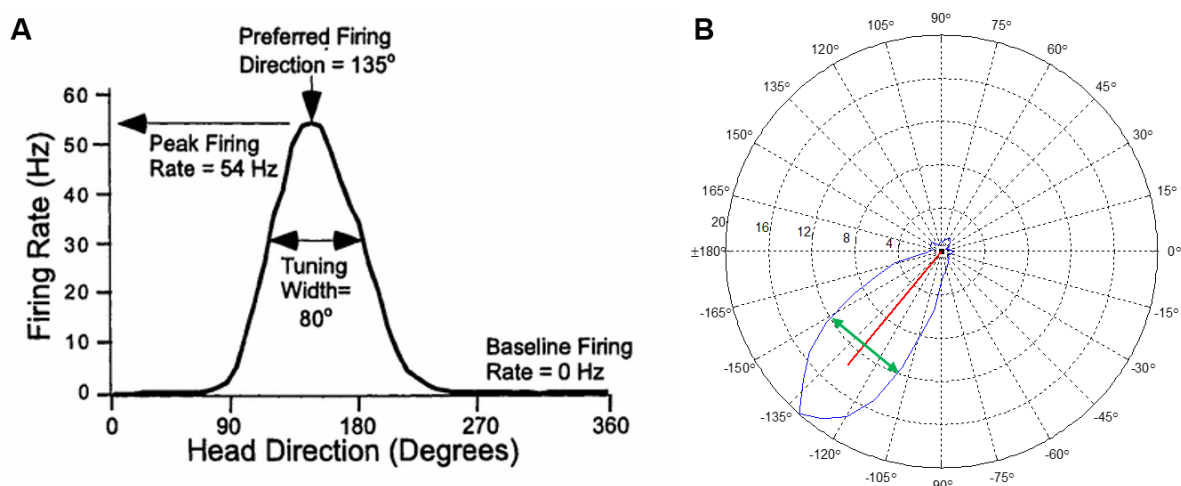 A
Preferred Firing
Direction = 135°
60
50
40
30
20
10
0
Firing Rate (Hz)
Peak Firing
Rate = 54 Hz
Tuning
Width=
80°
Baseline Firing
Rate = 0 Hz
0 90 180 270 360
Head Direction (Degrees)
B
90°
105° 75°
120° 60°
135° 45°
150° 30°
165° 15°
20 16 12 8 4
±180° 0°
-165° -15°
-150° -30°
-135° -45°
-120° -60°
-105° -75°
90°